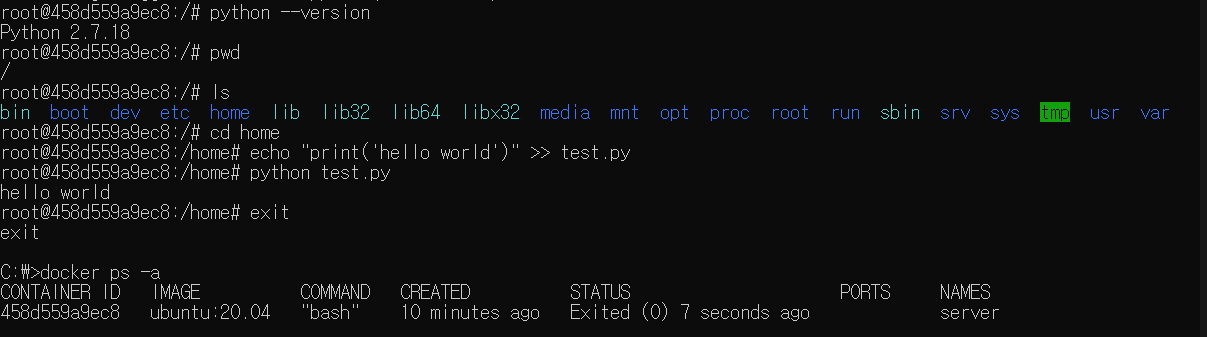 root@458d559a9ec8:/# python --version
Python 2.7.18
root@458d559a9ec8:/# pwd
/
root@458d559a9ec8:/# ls
bin boot dev etc home lib lib32 lib64 libx32 media mnt opt proc root run sbin srv sys tmp usr var
root@458d559a9ec8:/# cd home
root@458d559a9ec8:/home# echo "print('hello world')" >> test.py
root@458d559a9ec8:/home# python test.py
hello world
root@458d559a9ec8:/home# exit
exit
C:₩>docker ps -a
CONTAINER ID IMAGE COMMAND CREATED STATUS PORTS NAMES
458d559a9ec8 ubuntu:20.04 "bash" 10 minutes ago Exited (0) 7 seconds ago server